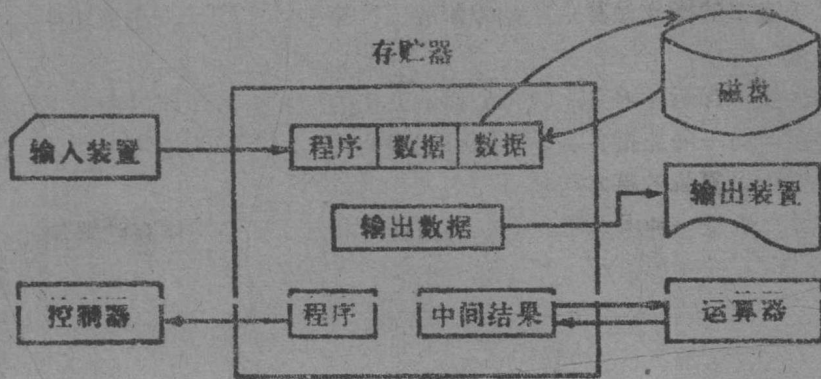 存贮器
磁盘
输入装置
程序 数据 数据
输出装置
输出数据
控制器
程序
中间结果
运算器